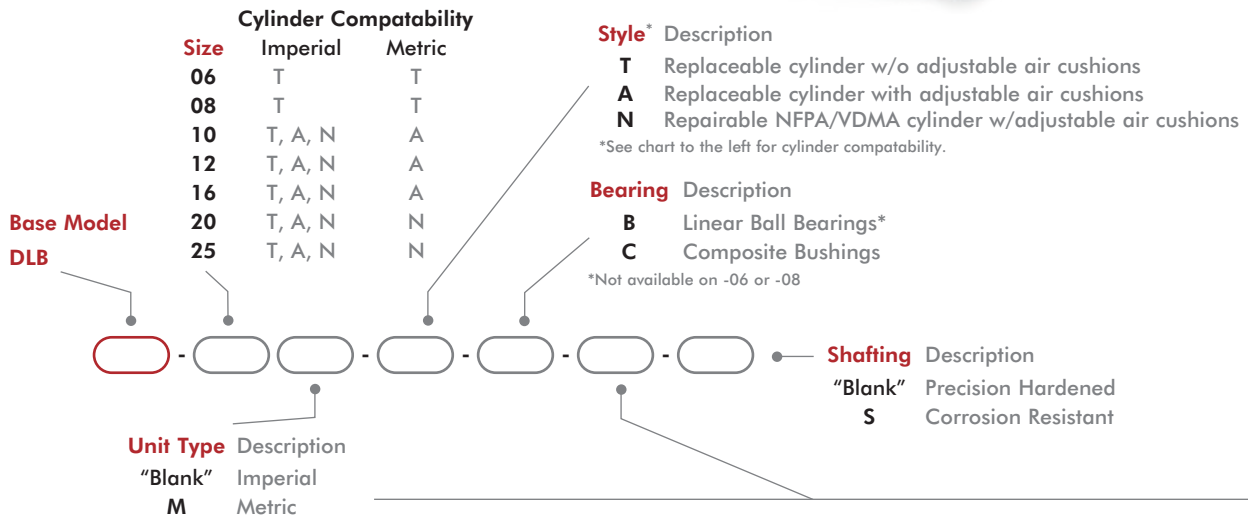 Cylinder Compatability
Size Imperial Metric
06 T T
08 T T
10 T, A, N A
12 T, A, N A
16 T, A, N A
20 T, A, N N
25 T, A, N N
Style* Description
T Replaceable cylinder w/o adjustable air cushions
A Replaceable cylinder with adjustable air cushions
N Repairable NFPA/VDMA cylinder w/adjustable air cushions
*See chart to the left for cylinder compatability.
Bearing Description
B Linear Ball Bearings*
C Composite Bushings
*Not available on -06 or -08
Base Model
DLB
- - - - -
Shafting Description
"Blank" Precision Hardened
S Corrosion Resistant
Unit Type Description
"Blank" Imperial
M Metric